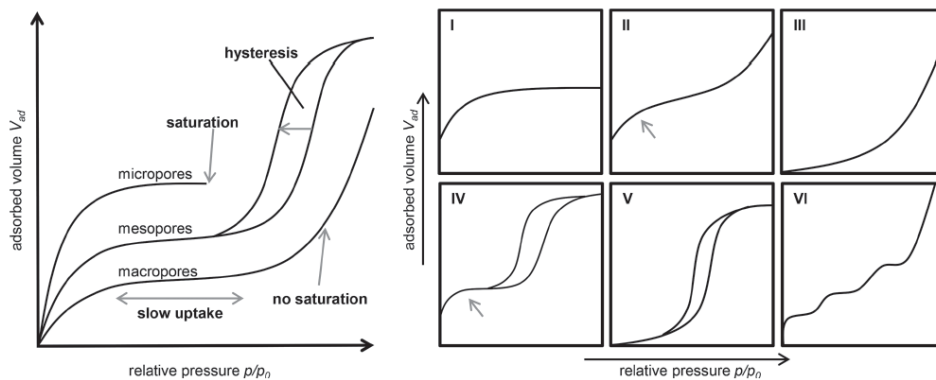 hysteresis
saturation
micropores
mesopores
macropores
slow uptake
no saturation
adsorbed volume V_ad
relative pressure p/p_0
I
II
III
IV
V
VI
adsorbed volume V_ad
relative pressure p/p_0